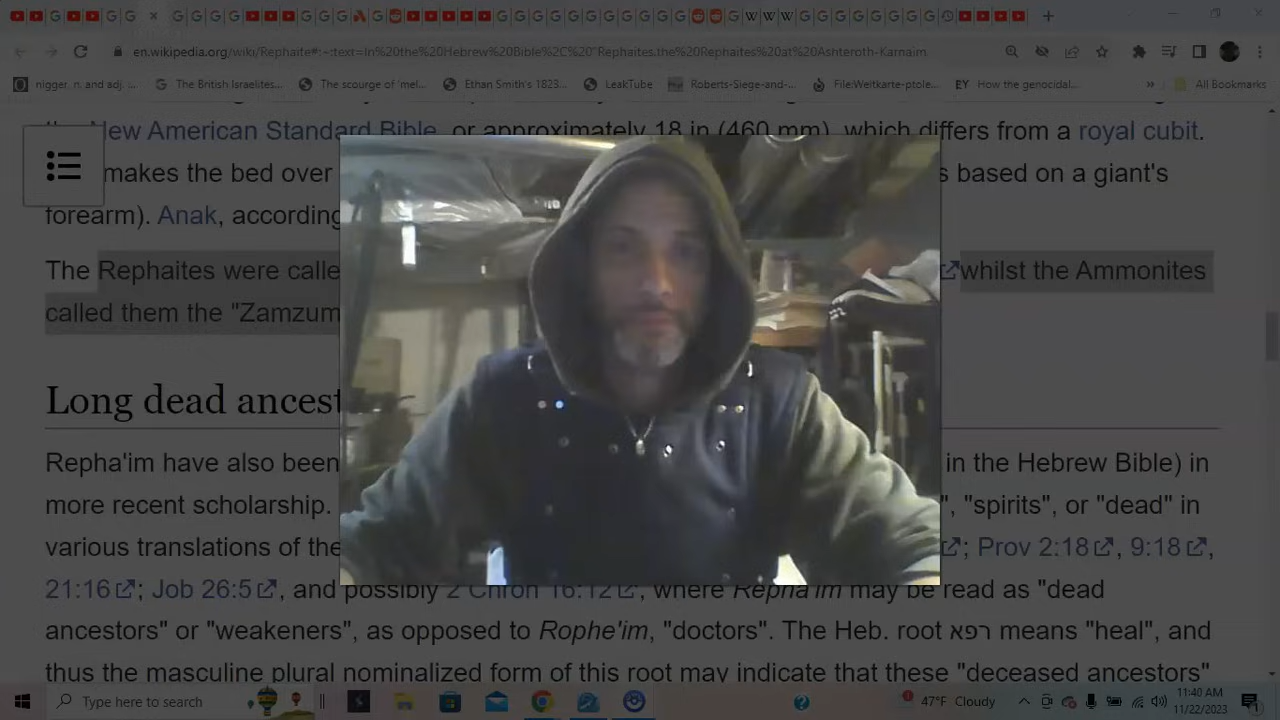 en.wikipedia.org/wiki/Rephaite#:~:text=In%20the%20Hebrew%20Bible%2C%20"Rephaites,the%20Rephaites%20at%20Ashteroth-Karnaim
nigger, n. and adj. ... The British Israelites... The scourge of 'mel... Ethan Smith's 1823... LeakTube Roberts-Siege-and-... File:Weltkarte-ptole... EY How the genocidal... » All Bookmarks
New American Standard Bible, or approximately 18 in (460 mm), which differs from a royal cubit.
makes the bed over s based on a giant's
forearm). Anak, according
The Rephaites were calle whilst the Ammonites
called them the "Zamzum
Long dead ancest
Repha'im have also been in the Hebrew Bible) in
more recent scholarship. ", "spirits", or "dead" in
various translations of the ; Prov 2:18, 9:18,
21:16; Job 26:5, and possibly 2 Chron 16:12, where Repha'im may be read as "dead
ancestors" or "weakeners", as opposed to Rophe'im, "doctors". The Heb. root רפא means "heal", and
thus the masculine plural nominalized form of this root may indicate that these "deceased ancestors"
Type here to search 47°F Cloudy 11:40 AM
11/22/2023